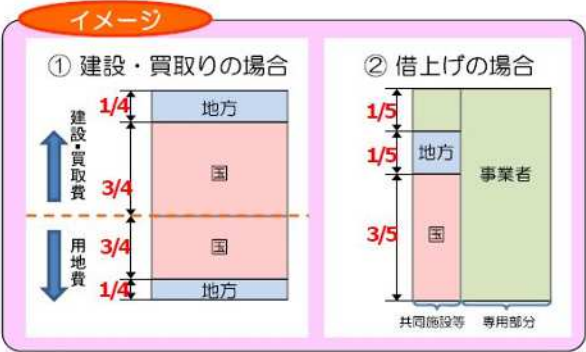 イメージ
① 建設・買取りの場合
1/4
地方
建設・買取費
3/4
国
用地費
3/4
国
1/4
地方
② 借上げの場合
1/5
1/5
地方
事業者
3/5
国
共同施設等
専用部分